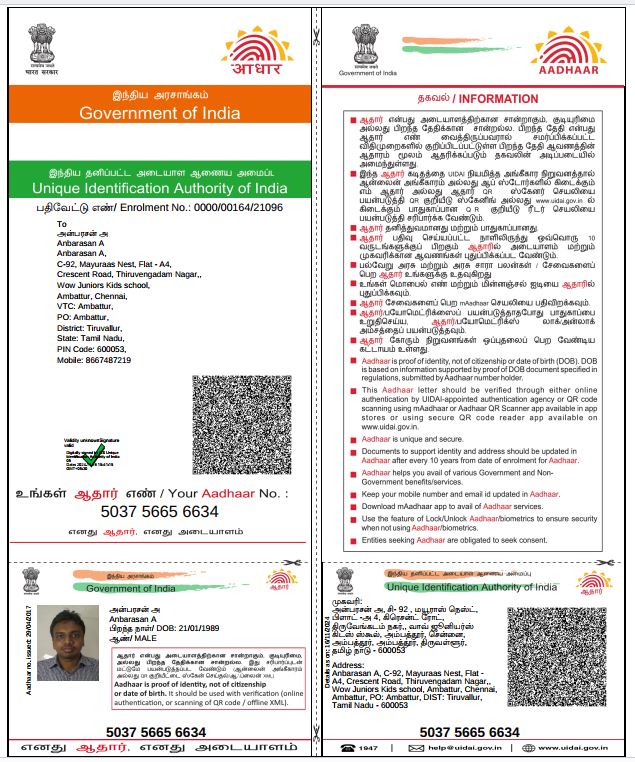 सत्यमेव जयते
भारत सरकार
आधार
இந்திய அரசாங்கம்
Government of India
இந்திய தனிப்பட்ட அடையாள ஆணைய அமைப்பு
Unique Identification Authority of India
பதிவேட்டு எண்/ Enrolment No.: 0000/00164/21096
To
அன்பரசன் அ
Anbarasan A
Anbarasan A,
C-92, Mayuraas Nest, Flat - A4,
Crescent Road, Thiruvengadam Nagar,,
Wow Juniors Kids school,
Ambattur, Chennai,
VTC: Ambattur,
PO: Ambattur,
District: Tiruvallur,
State: Tamil Nadu,
PIN Code: 600053,
Mobile: 8667487219
Validity unknown Signature
valid
உங்கள் ஆதார் எண் / Your Aadhaar No. :
5037 5665 6634
எனது ஆதார், எனது அடையாளம்
Government of India
AADHAAR
தகவல் / INFORMATION
ஆதார் என்பது அடையாளத்திற்கான சான்றாகும், குடியுரிமை
அல்லது பிறந்த தேதிக்கான சான்றல்ல. பிறந்த தேதி என்பது
ஆதார் எண் வைத்திருப்பவரால் சமர்ப்பிக்கப்பட்ட
விதிமுறைகளில் குறிப்பிடப்பட்டுள்ள பிறந்த தேதி ஆவணத்தின்
ஆதாரம் மூலம் ஆதரிக்கப்படும் தகவலின் அடிப்படையில்
அமைந்துள்ளது.
இந்த ஆதார் கடிதத்தை UIDAI நியமித்த அங்கீகார நிறுவனத்தால்
ஆன்லைன் அங்கீகாரம் அல்லது ஆப் ஸ்டோர்களில் கிடைக்கும்
எம் ஆதார் அல்லது ஆதார் QR ஸ்கேனர் செயலியை
பயன்படுத்தி QR குறியீடு ஸ்கேனிங் அல்லது www.uidai.gov.in ல்
கிடைக்கும் பாதுகாப்பான Q R குறியீடு ரீடர் செயலியை
பயன்படுத்தி சரிபார்க்க வேண்டும்.
ஆதார் தனித்துவமானது மற்றும் பாதுகாப்பானது.
ஆதார் பதிவு செய்யப்பட்ட நாளிலிருந்து ஒவ்வொரு 10
வருடங்களுக்குப் பிறகும் ஆதாரில் அடையாளம் மற்றும்
முகவரிக்கான ஆவணங்கள் புதுப்பிக்கப்பட வேண்டும்.
பல்வேறு அரசு மற்றும் அரசு சாரா பலன்கள் / சேவைகளைப்
பெற ஆதார் உங்களுக்கு உதவுகிறது
உங்கள் மொபைல் எண் மற்றும் மின்னஞ்சல் ஐடியை ஆதாரில்
புதுப்பிக்கவும்.
ஆதார் சேவைகளைப் பெற mAadhaar செயலியை பதிவிறக்கவும்.
ஆதார்/பயோமெட்ரிக்ஸைப் பயன்படுத்தாதபோது பாதுகாப்பை
உறுதிசெய்ய, ஆதார்/பயோமெட்ரிக்ஸ் லாக்/அன்லாக்
அம்சத்தைப் பயன்படுத்தவும்.
ஆதார் கோரும் நிறுவனங்கள் ஒப்புதலைப் பெற வேண்டிய
கட்டாயம் உள்ளது.
Aadhaar is proof of identity, not of citizenship or date of birth (DOB). DOB
is based on information supported by proof of DOB document specified in
regulations, submitted by Aadhaar number holder.
This Aadhaar letter should be verified through either online
authentication by UIDAI-appointed authentication agency or QR code
scanning using mAadhaar or Aadhaar QR Scanner app available in app
stores or using secure QR code reader app available on
www.uidai.gov.in.
Aadhaar is unique and secure.
Documents to support identity and address should be updated in
Aadhaar after every 10 years from date of enrolment for Aadhaar.
Aadhaar helps you avail of various Government and Non-
Government benefits/services.
Keep your mobile number and email id updated in Aadhaar.
Download mAadhaar app to avail of Aadhaar services.
Use the feature of Lock/Unlock Aadhaar/biometrics to ensure security
when not using Aadhaar/biometrics.
Entities seeking Aadhaar are obligated to seek consent.
இந்திய அரசாங்கம்
Government of India
ஆதார்
Aadhaar no. issued: 29/04/2017
அன்பரசன் அ
Anbarasan A
பிறந்த நாள்/ DOB: 21/01/1989
ஆண்/ MALE
ஆதார் என்பது அடையாளத்திற்கான சான்றாகும், குடியுரிமை
அல்லது பிறந்த தேதிக்கான சான்றல்ல. இது சரிபார்ப்புடன்
மட்டுமே பயன்படுத்தப்பட வேண்டும் (ஆன்லைன் அங்கீகாரம்
Aadhaar is proof of identity, not of citizenship
or date of birth. It should be used with verification (online
authentication, or scanning of QR code / offline XML).
5037 5665 6634
எனது ஆதார், எனது அடையாளம்
இந்திய தனிப்பட்ட அடையாள ஆணைய அமைப்பு
Unique Identification Authority of India
ஆதார்
Details as on: 14/11/2024
முகவரி:
அன்பரசன் அ, சி- 92 , மயூராஸ் நெஸ்ட்,
பிளாட் -அ 4, கிரெசன்ட் ரோட்,
திருவேங்கடம் நகர்,, வாவ் ஜூனியர்ஸ்
கிட்ஸ் ஸ்கூல், அம்பத்தூர், சென்னை,
அம்பத்தூர், அம்பத்தூர், திருவள்ளூர்,
தமிழ் நாடு - 600053
Address:
Anbarasan A, C-92, Mayuraas Nest, Flat -
A4, Crescent Road, Thiruvengadam Nagar,,
Wow Juniors Kids school, Ambattur, Chennai,
Ambattur, PO: Ambattur, DIST: Tiruvallur,
Tamil Nadu - 600053
5037 5665 6634
1947
help@uidai.gov.in
www.uidai.gov.in